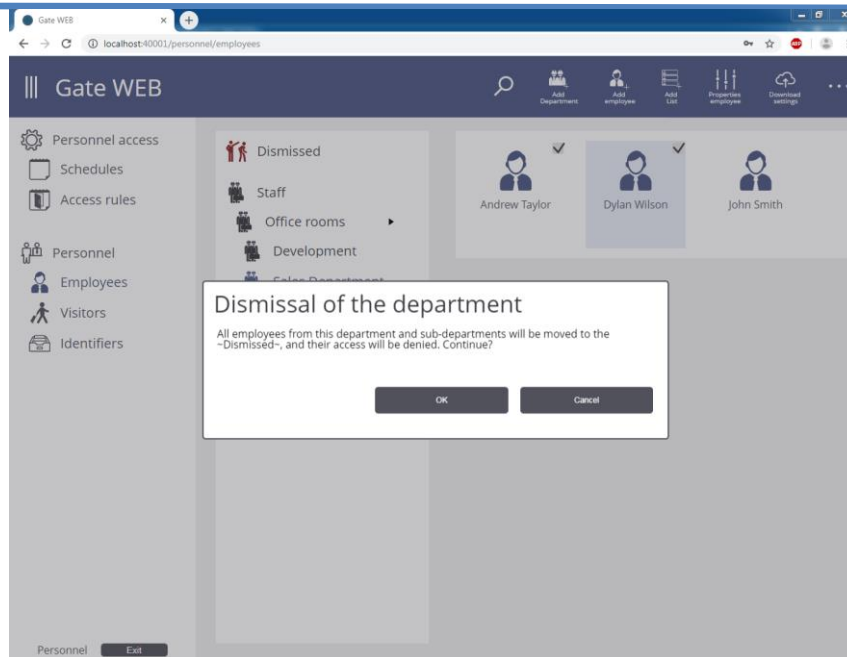 Gate WEB
localhost:40001/personnel/employees
Gate WEB
Add Department
Add employee
Add List
Properties employee
Download settings
Personnel access
Schedules
Access rules
Personnel
Employees
Visitors
Identifiers
Dismissed
Staff
Office rooms
Development
Sales Department
Andrew Taylor
Dylan Wilson
John Smith
Dismissal of the department
All employees from this department and sub-departments will be moved to the
~Dismissed~, and their access will be denied. Continue?
OK
Cancel
Personnel
Exit